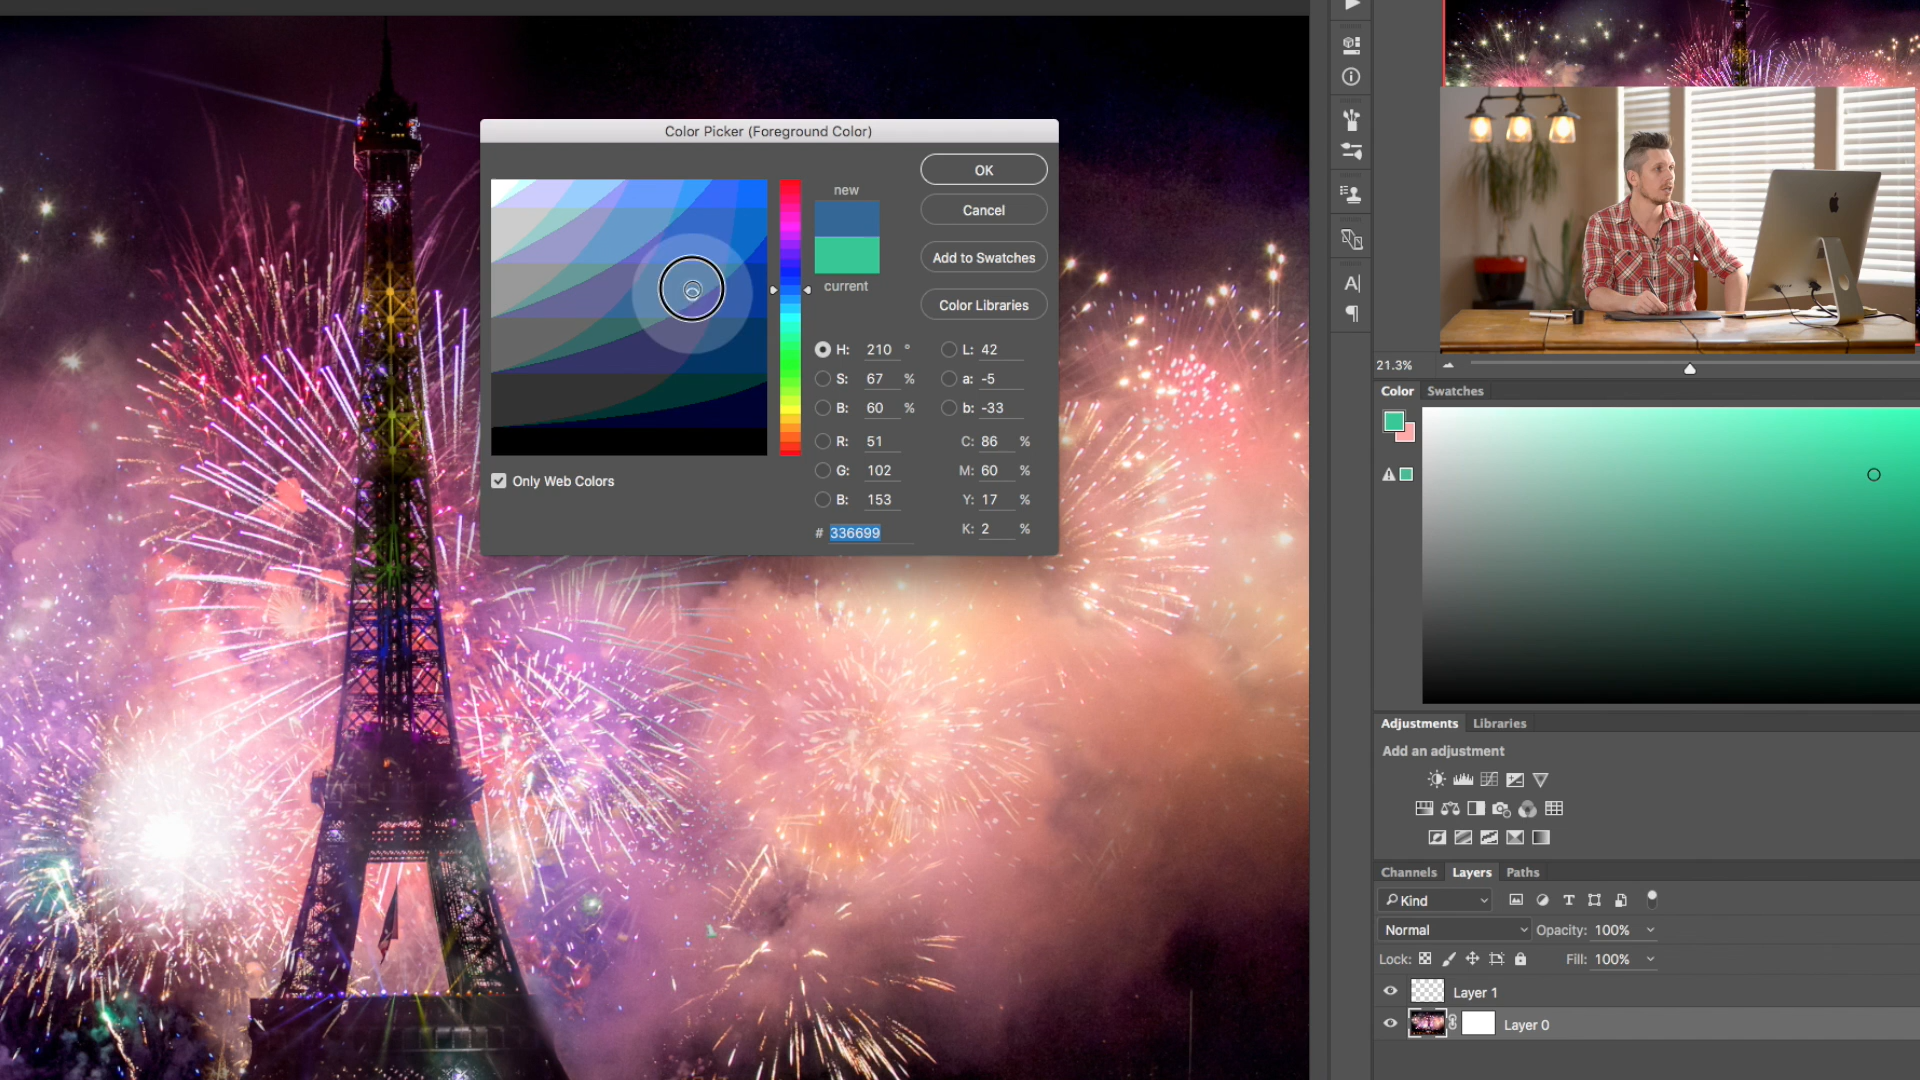 Color Picker (Foreground Color)
new
current
OK
Cancel
Add to Swatches
Color Libraries
H: 210 °
S: 67 %
B: 60 %
R: 51
G: 102
B: 153
# 336699
L: 42
a: -5
b: -33
C: 86 %
M: 60 %
Y: 17 %
K: 2 %
Only Web Colors
A
21.3%
Color Swatches
Adjustments Libraries
Add an adjustment
Channels Layers Paths
Kind
Normal Opacity: 100%
Lock: Fill: 100%
Layer 1
Layer 0